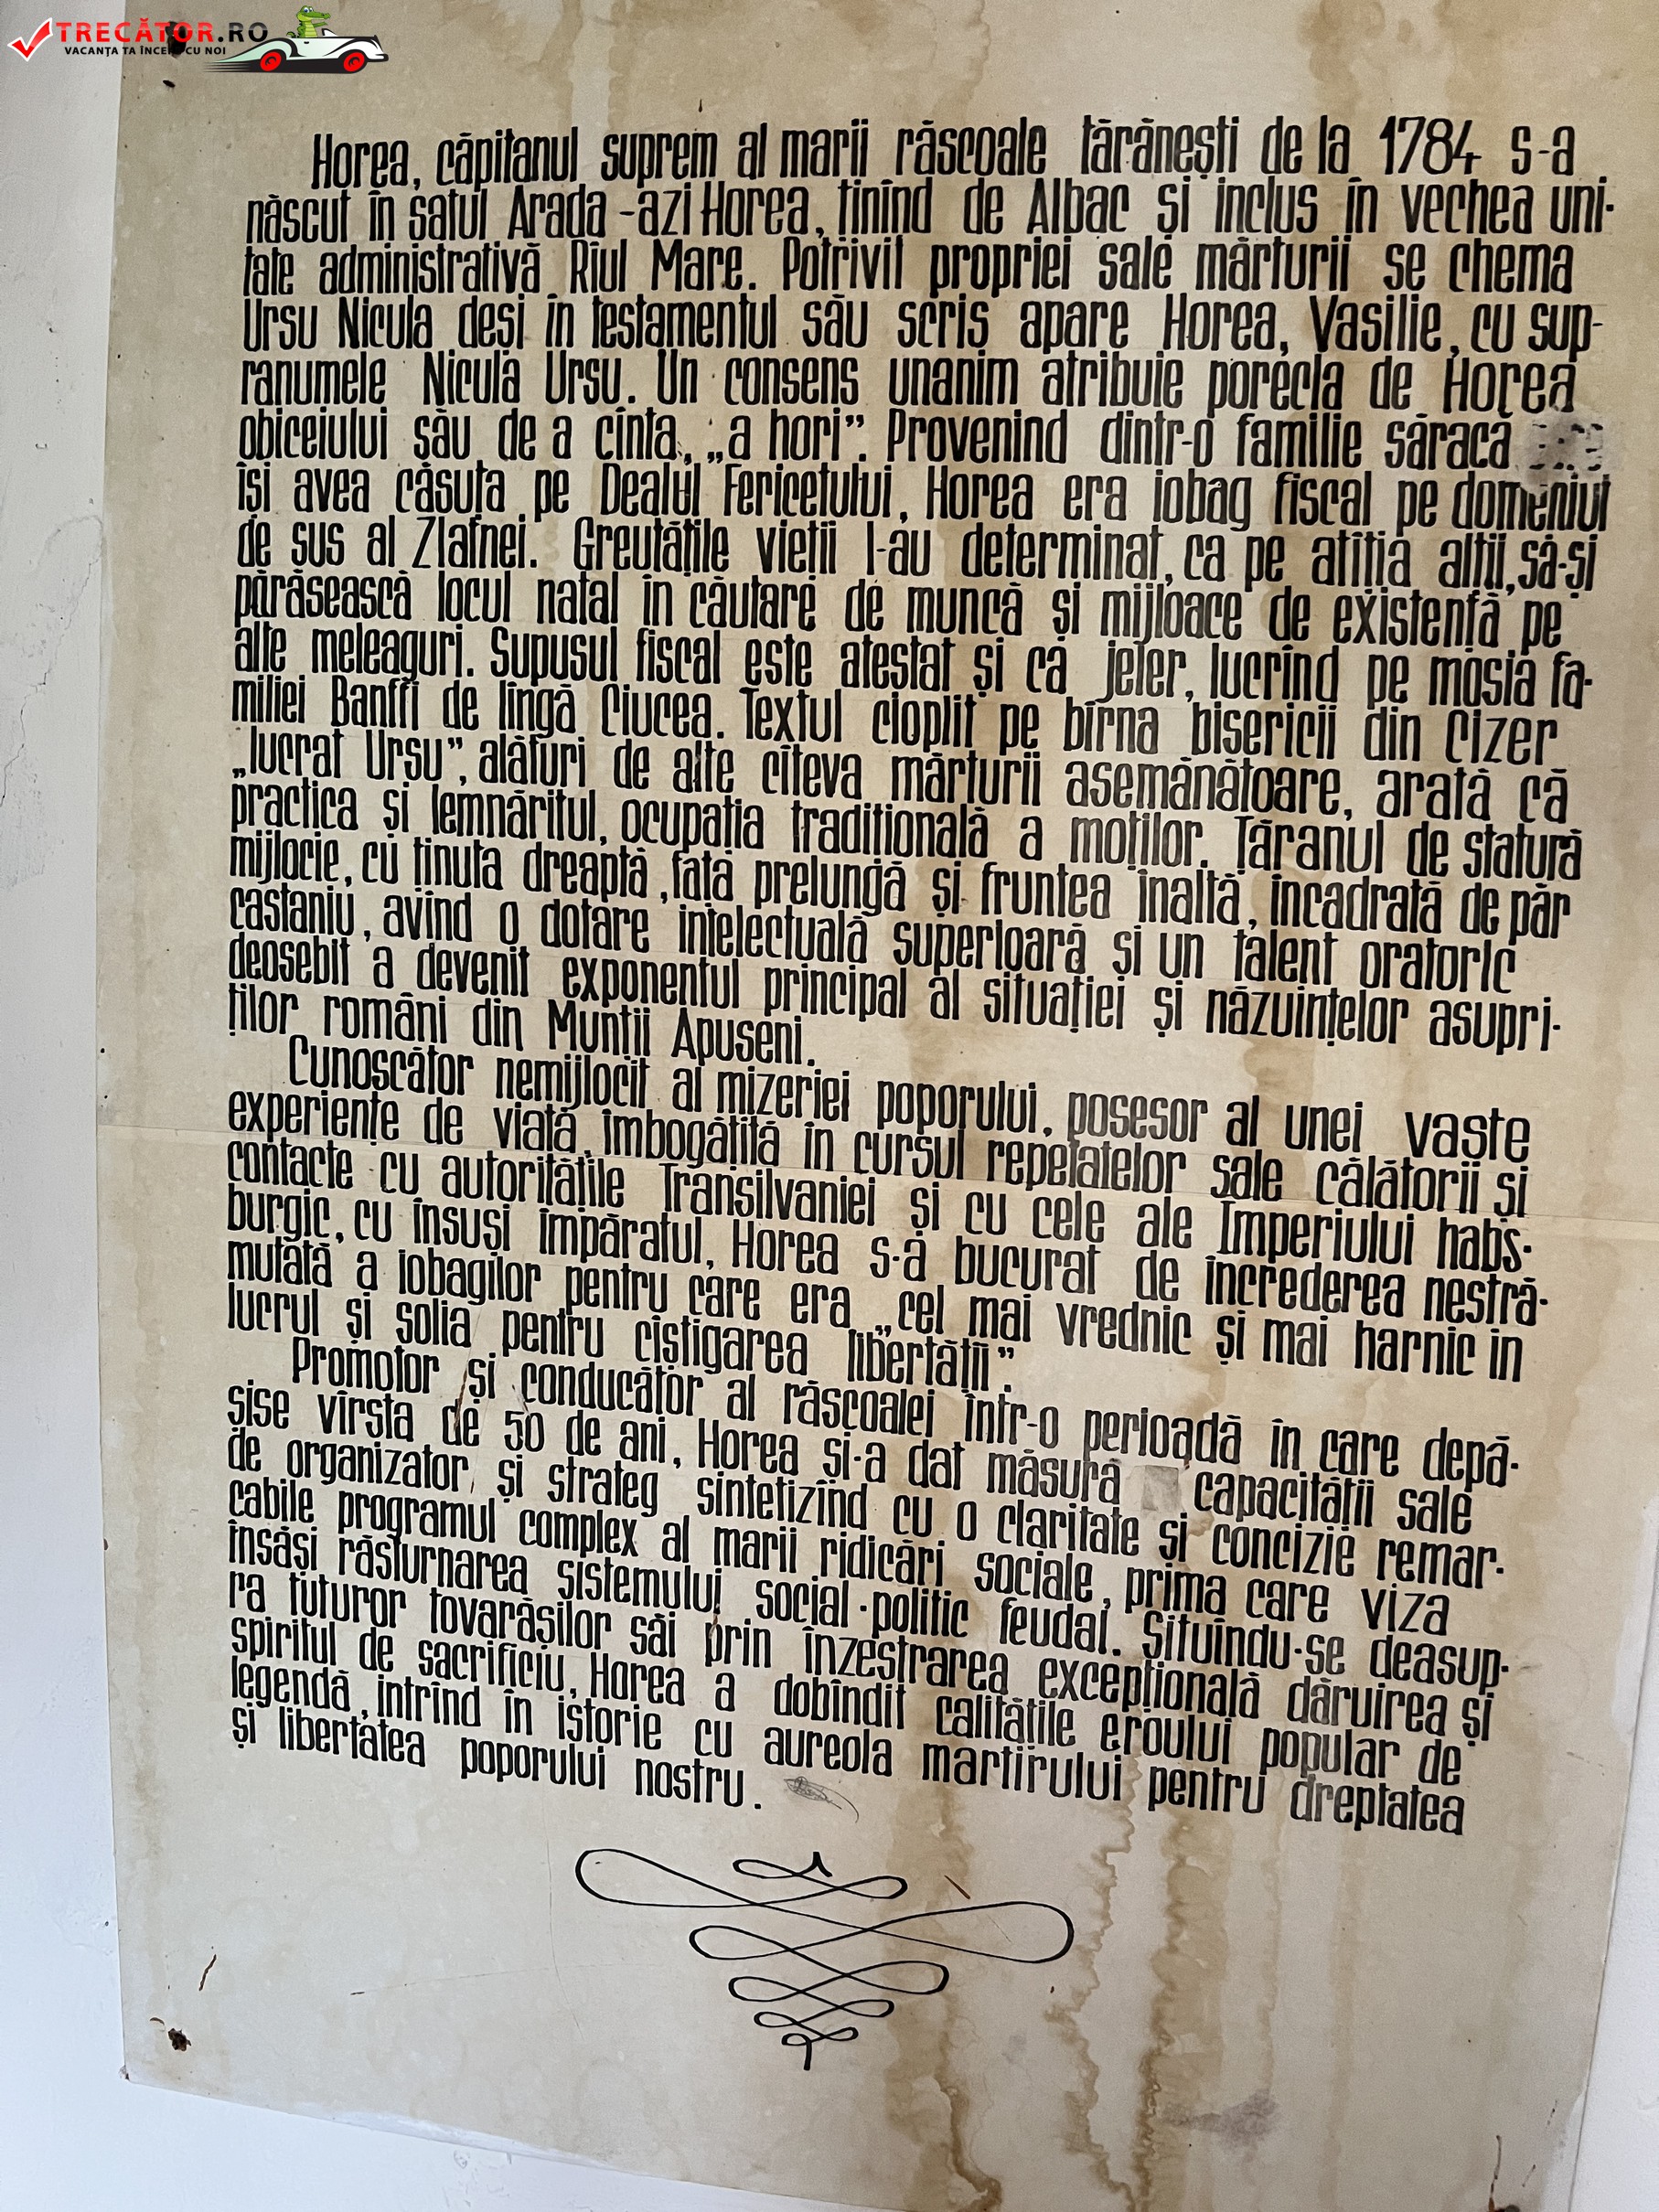 TRECĂTOR.RO
VACANȚA TA ÎNCEPE CU NOI
Horea, căpitanul suprem al marii răscoale țărănești de la 1784 s-a
născut în satul Arada - azi Horea, ținînd de Albac și inclus în vechea uni-
tate administrativă Rîul Mare. Potrivit propriei sale mărturii se chema
Ursu Nicula deși în testamentul său scris apare Horea, Vasilie, cu sup-
ranumele Nicula Ursu. Un consens unanim atribuie porecla de Horea
obiceiului său de a cînta, „a hori”. Provenind dintr-o familie săracă
își avea căsuța pe Dealul Fericetului, Horea era iobag fiscal pe domeniul
de sus al Zlatnei. Greutățile vieții l-au determinat, ca pe atîția alții, să-și
părăsească locul natal în căutare de muncă și mijloace de existență pe
alte meleaguri. Supusul fiscal este atestat și ca jeler, lucrînd pe moșia fa-
miliei Banffi de lîngă Ciucea. Textul cioplit pe bîrna bisericii din Cizer
„lucrat Ursu”, alături de alte cîteva mărturii asemănătoare, arată că
practica și lemnăritul, ocupația tradițională a moților. Țăranul de statură
mijlocie, cu ținuta dreaptă, fața prelungă și fruntea înaltă, încadrată de păr
castaniu, avînd o dotare intelectuală superioară și un talent oratoric
deosebit a devenit exponentul principal al situației și năzuințelor asupri-
ților români din Munții Apuseni.
Cunoscător nemijlocit al mizeriei poporului, posesor al unei vaste
experiențe de viață, îmbogățită în cursul repetatelor sale călătorii și
contacte cu autoritățile Transilvaniei și cu cele ale Imperiului habs-
burgic, cu însuși împăratul, Horea s-a bucurat de încrederea nestră-
mutată a iobagilor pentru care era „cel mai vrednic și mai harnic in
lucrul și solia pentru cîștigarea libertății”.
Promotor și conducător al răscoalei într-o perioadă în care depă-
șise vîrsta de 50 de ani, Horea și-a dat măsura capacității sale
de organizator și strateg sintetizînd cu o claritate și concizie remar-
cabile programul complex al marii ridicări sociale, prima care viza
însăși răsturnarea sistemului social-politic feudal. Situîndu-se deasup-
ra tuturor tovarășilor săi prin înzestrarea excepțională dăruirea și
spiritul de sacrificiu, Horea a dobîndit calitățile eroului popular de
legendă, intrînd în istorie cu aureola martirului pentru dreptatea
și libertatea poporului nostru.